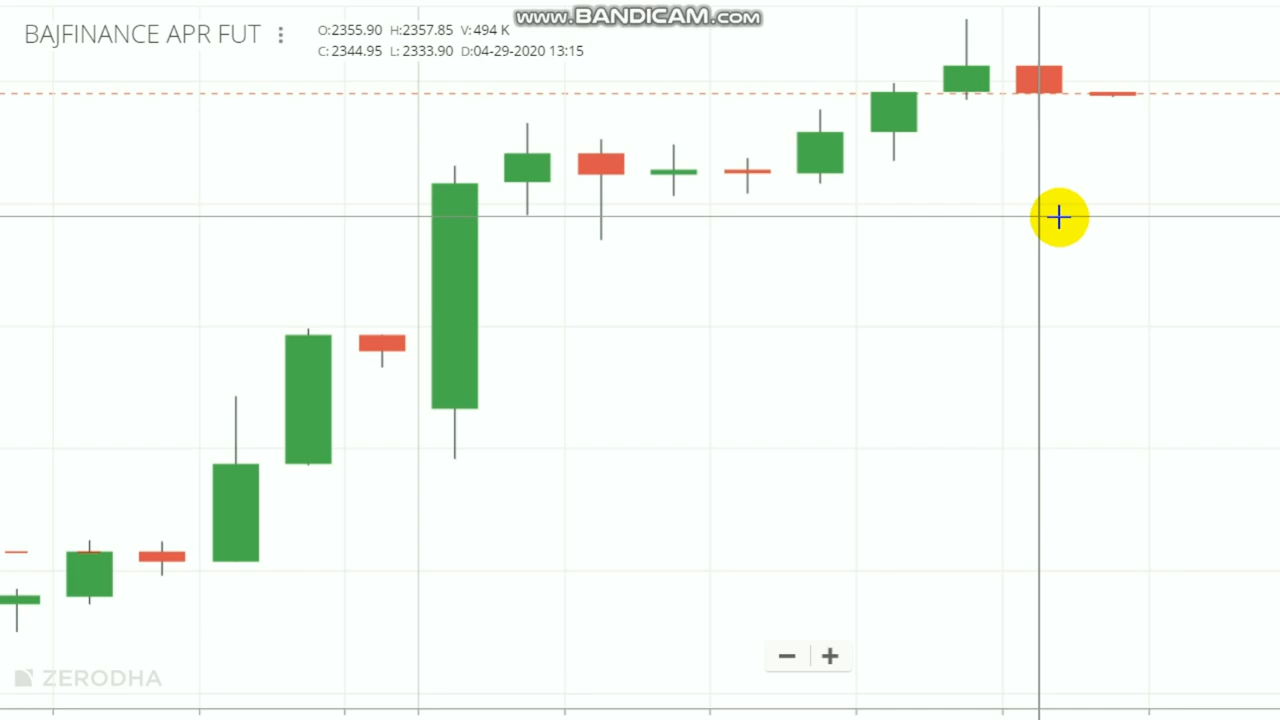 www.BANDICAM.com
BAJFINANCE APR FUT
O:2355.90 H:2357.85 V:494 K
C:2344.95 L:2333.90 D:04-29-2020 13:15
ZERODHA